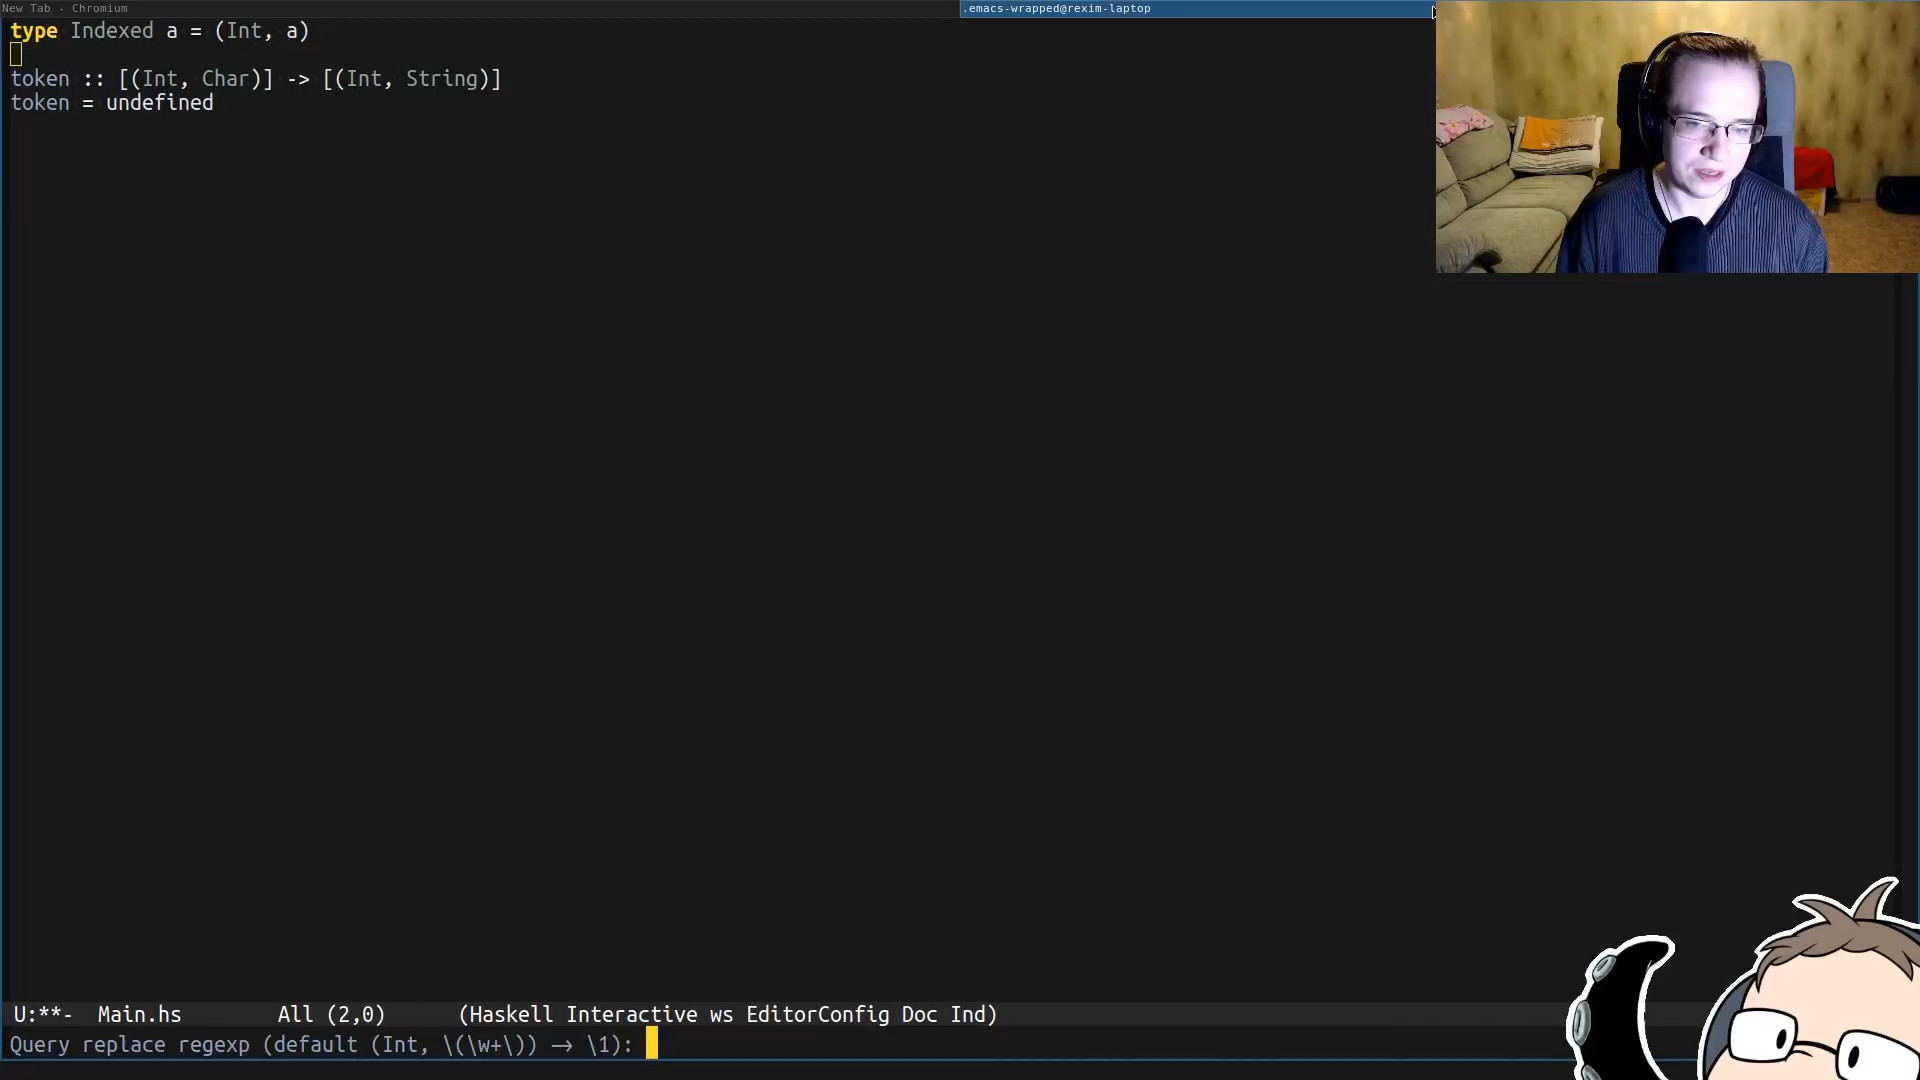 New Tab - Chromium
.emacs-wrapped@rexim-laptop
type Indexed a = (Int, a)
token :: [(Int, Char)] -> [(Int, String)]
token = undefined
U:**-  Main.hs        All (2,0)      (Haskell Interactive ws EditorConfig Doc Ind)
Query replace regexp (default (Int, \(\w+\)) → \1):